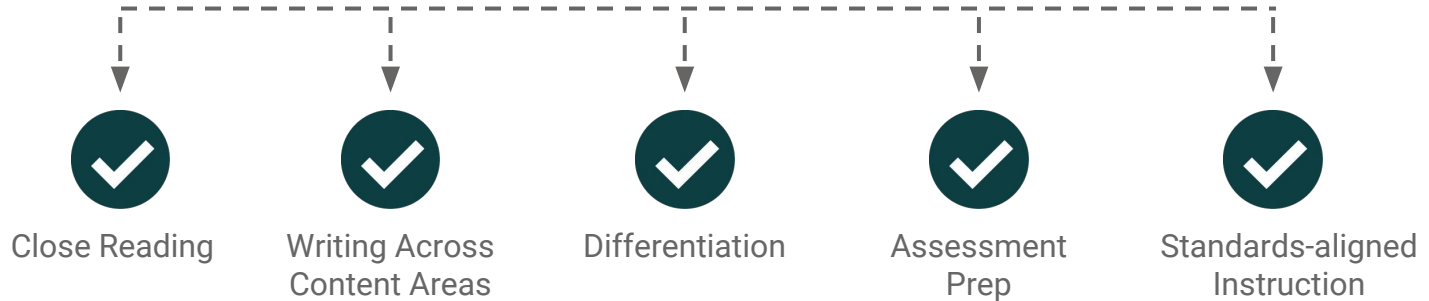 Close Reading
Writing Across
Content Areas
Differentiation
Assessment
Prep
Standards-aligned
Instruction